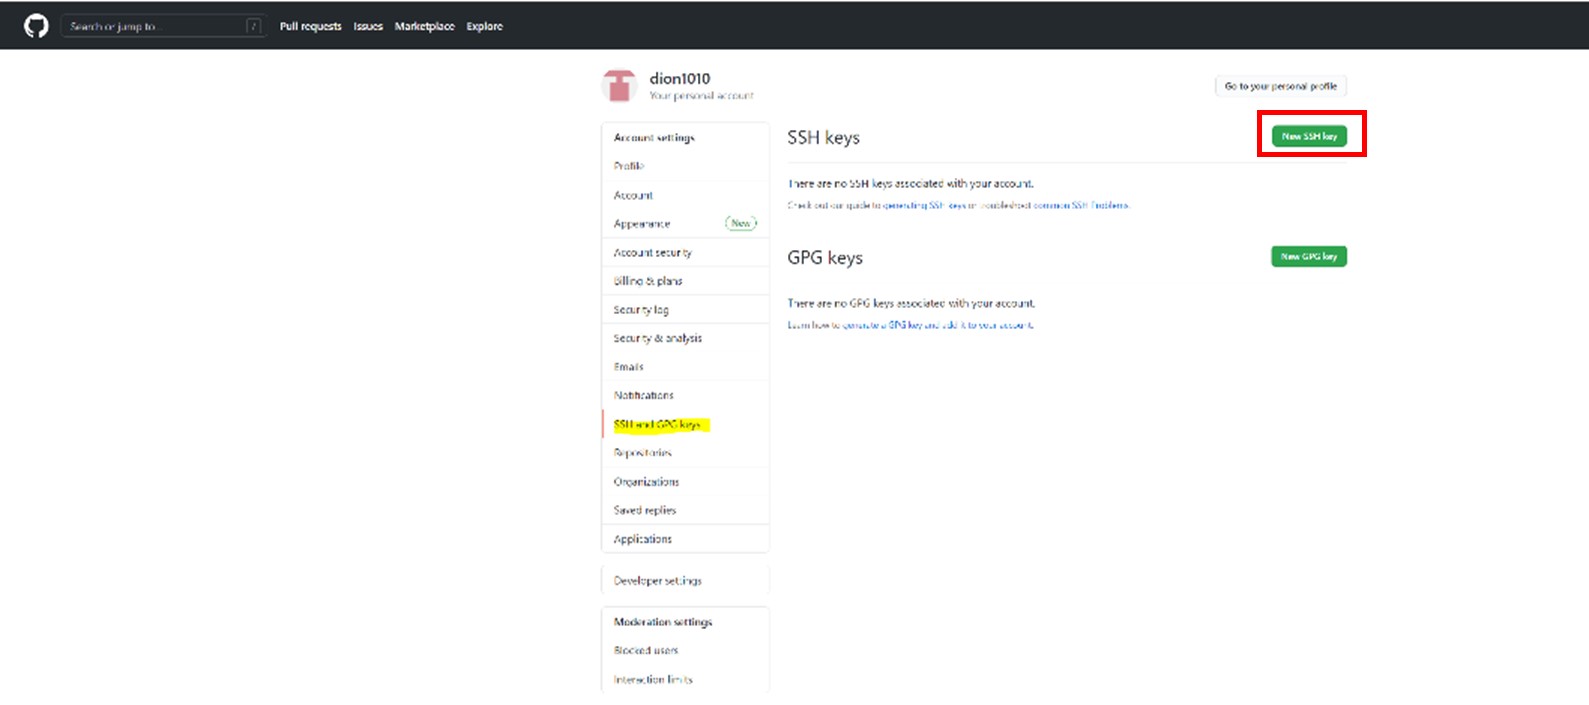 Search or jump to... /
Pull requests Issues Marketplace Explore
dion1010
Your personal account
Go to your personal profile
Account settings
Profile
Account
Appearance New
Account security
Billing & plans
Security log
Security & analysis
Emails
Notifications
SSH and GPG keys
Repositories
Organizations
Saved replies
Applications
Developer settings
Moderation settings
Blocked users
Interaction limits
SSH keys New SSH key
There are no SSH keys associated with your account.
Check out our guide to generating SSH keys or troubleshoot common SSH Problems.
GPG keys New GPG key
There are no GPG keys associated with your account.
Learn how to generate a GPG key and add it to your account.